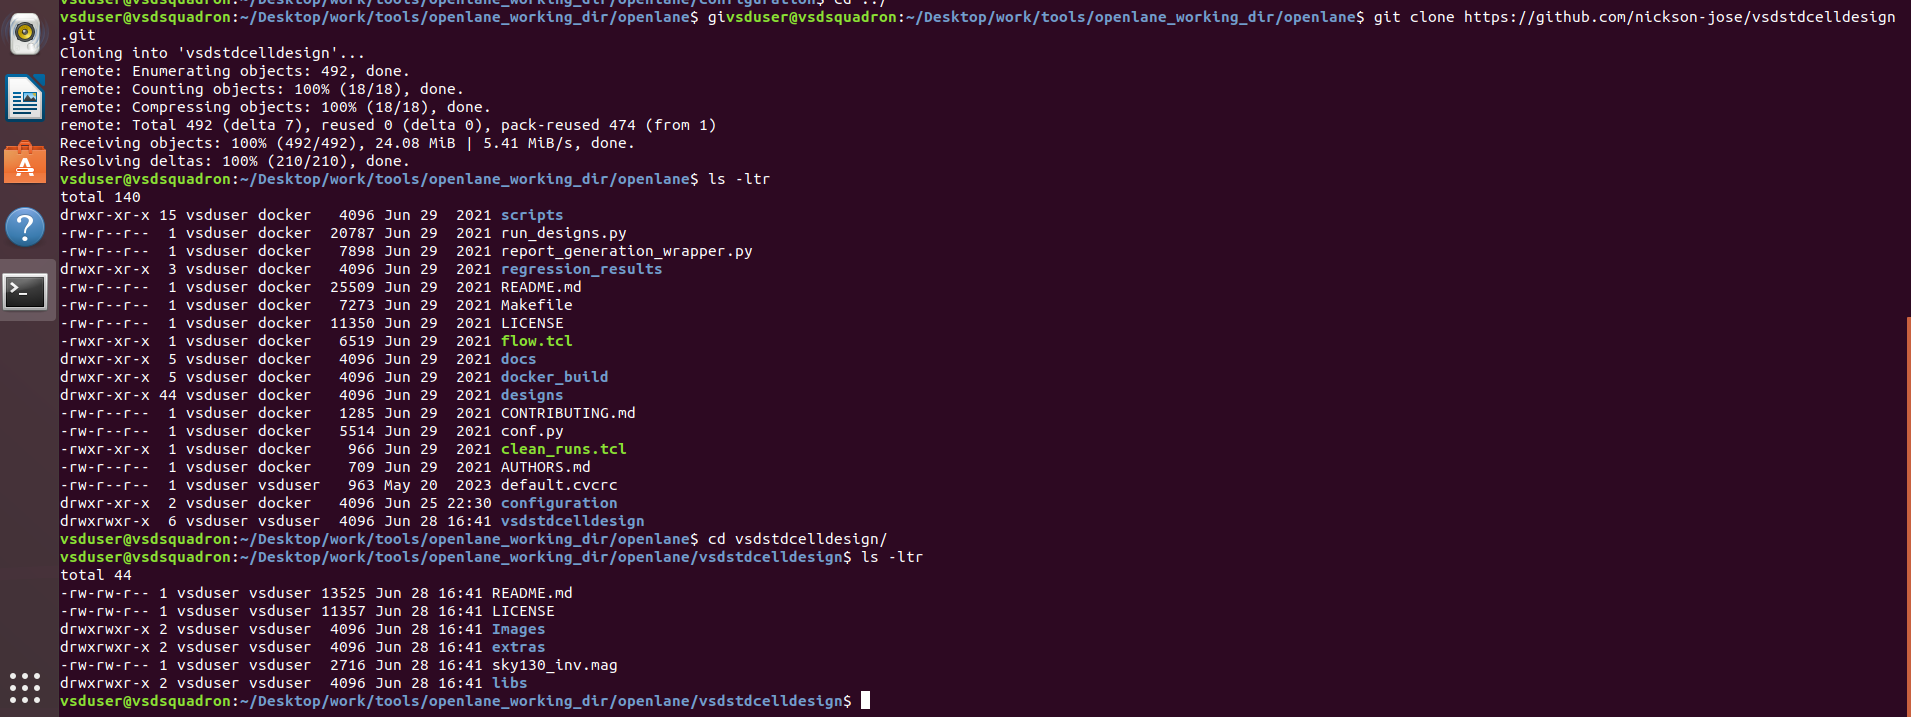 vsduser@vsdsquadron:~/Desktop/work/tools/openlane_working_dir/openlane/configuration$ cd ../
vsduser@vsdsquadron:~/Desktop/work/tools/openlane_working_dir/openlane$ givsduser@vsdsquadron:~/Desktop/work/tools/openlane_working_dir/openlane$ git clone https://github.com/nickson-jose/vsdstdcelldesign
.git
Cloning into 'vsdstdcelldesign'...
remote: Enumerating objects: 492, done.
remote: Counting objects: 100% (18/18), done.
remote: Compressing objects: 100% (18/18), done.
remote: Total 492 (delta 7), reused 0 (delta 0), pack-reused 474 (from 1)
Receiving objects: 100% (492/492), 24.08 MiB | 5.41 MiB/s, done.
Resolving deltas: 100% (210/210), done.
vsduser@vsdsquadron:~/Desktop/work/tools/openlane_working_dir/openlane$ ls -ltr
total 140
drwxr-xr-x 15 vsduser docker   4096 Jun 29  2021 scripts
-rw-r--r--  1 vsduser docker  20787 Jun 29  2021 run_designs.py
-rw-r--r--  1 vsduser docker   7898 Jun 29  2021 report_generation_wrapper.py
drwxr-xr-x  3 vsduser docker   4096 Jun 29  2021 regression_results
-rw-r--r--  1 vsduser docker  25509 Jun 29  2021 README.md
-rw-r--r--  1 vsduser docker   7273 Jun 29  2021 Makefile
-rw-r--r--  1 vsduser docker  11350 Jun 29  2021 LICENSE
-rwxr-xr-x  1 vsduser docker   6519 Jun 29  2021 flow.tcl
drwxr-xr-x  5 vsduser docker   4096 Jun 29  2021 docs
drwxr-xr-x  5 vsduser docker   4096 Jun 29  2021 docker_build
drwxr-xr-x 44 vsduser docker   4096 Jun 29  2021 designs
-rw-r--r--  1 vsduser docker   1285 Jun 29  2021 CONTRIBUTING.md
-rw-r--r--  1 vsduser docker   5514 Jun 29  2021 conf.py
-rwxr-xr-x  1 vsduser docker    966 Jun 29  2021 clean_runs.tcl
-rw-r--r--  1 vsduser docker    709 Jun 29  2021 AUTHORS.md
-rw-r--r--  1 vsduser vsduser   963 May 20  2023 default.cvcrc
drwxr-xr-x  2 vsduser docker   4096 Jun 25 22:30 configuration
drwxrwxr-x  6 vsduser vsduser  4096 Jun 28 16:41 vsdstdcelldesign
vsduser@vsdsquadron:~/Desktop/work/tools/openlane_working_dir/openlane$ cd vsdstdcelldesign/
vsduser@vsdsquadron:~/Desktop/work/tools/openlane_working_dir/openlane/vsdstdcelldesign$ ls -ltr
total 44
-rw-rw-r-- 1 vsduser vsduser 13525 Jun 28 16:41 README.md
-rw-rw-r-- 1 vsduser vsduser 11357 Jun 28 16:41 LICENSE
drwxrwxr-x 2 vsduser vsduser  4096 Jun 28 16:41 Images
drwxrwxr-x 2 vsduser vsduser  4096 Jun 28 16:41 extras
-rw-rw-r-- 1 vsduser vsduser  2716 Jun 28 16:41 sky130_inv.mag
drwxrwxr-x 2 vsduser vsduser  4096 Jun 28 16:41 libs
vsduser@vsdsquadron:~/Desktop/work/tools/openlane_working_dir/openlane/vsdstdcelldesign$